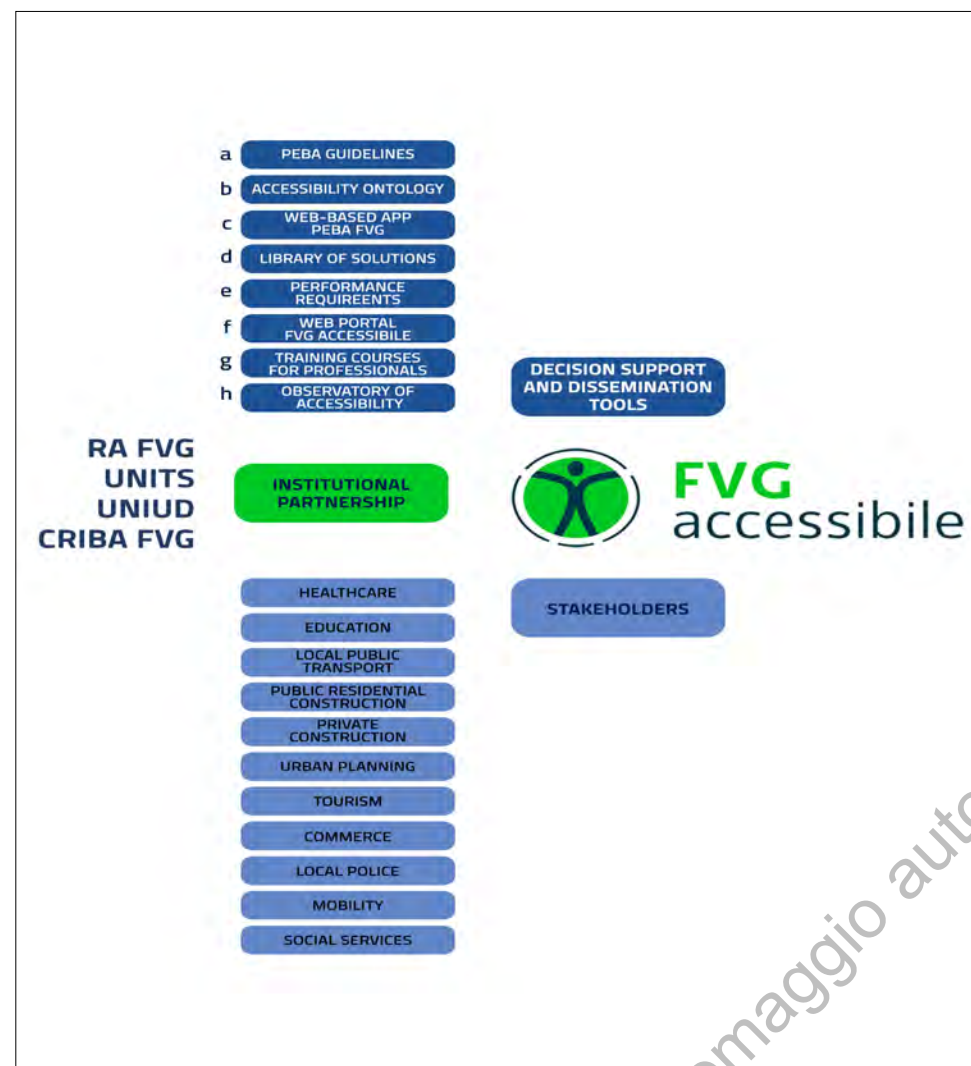 a PEBA GUIDELINES
b ACCESSIBILITY ONTOLOGY
c WEB-BASED APP
PEBA FVG
d LIBRARY OF SOLUTIONS
e PERFORMANCE
REQUIREENTS
f WEB PORTAL
FVG ACCESSIBILE
g TRAINING COURSES
FOR PROFESSIONALS
h OBSERVATORY OF
ACCESSIBILITY
DECISION SUPPORT
AND DISSEMINATION
TOOLS
RA FVG
UNITS
UNIUD
CRIBA FVG
INSTITUTIONAL
PARTNERSHIP
FVG
accessibile
HEALTHCARE
EDUCATION
LOCAL PUBLIC
TRANSPORT
PUBLIC RESIDENTIAL
CONSTRUCTION
PRIVATE
CONSTRUCTION
URBAN PLANNING
TOURISM
COMMERCE
LOCAL POLICE
MOBILITY
SOCIAL SERVICES
STAKEHOLDERS